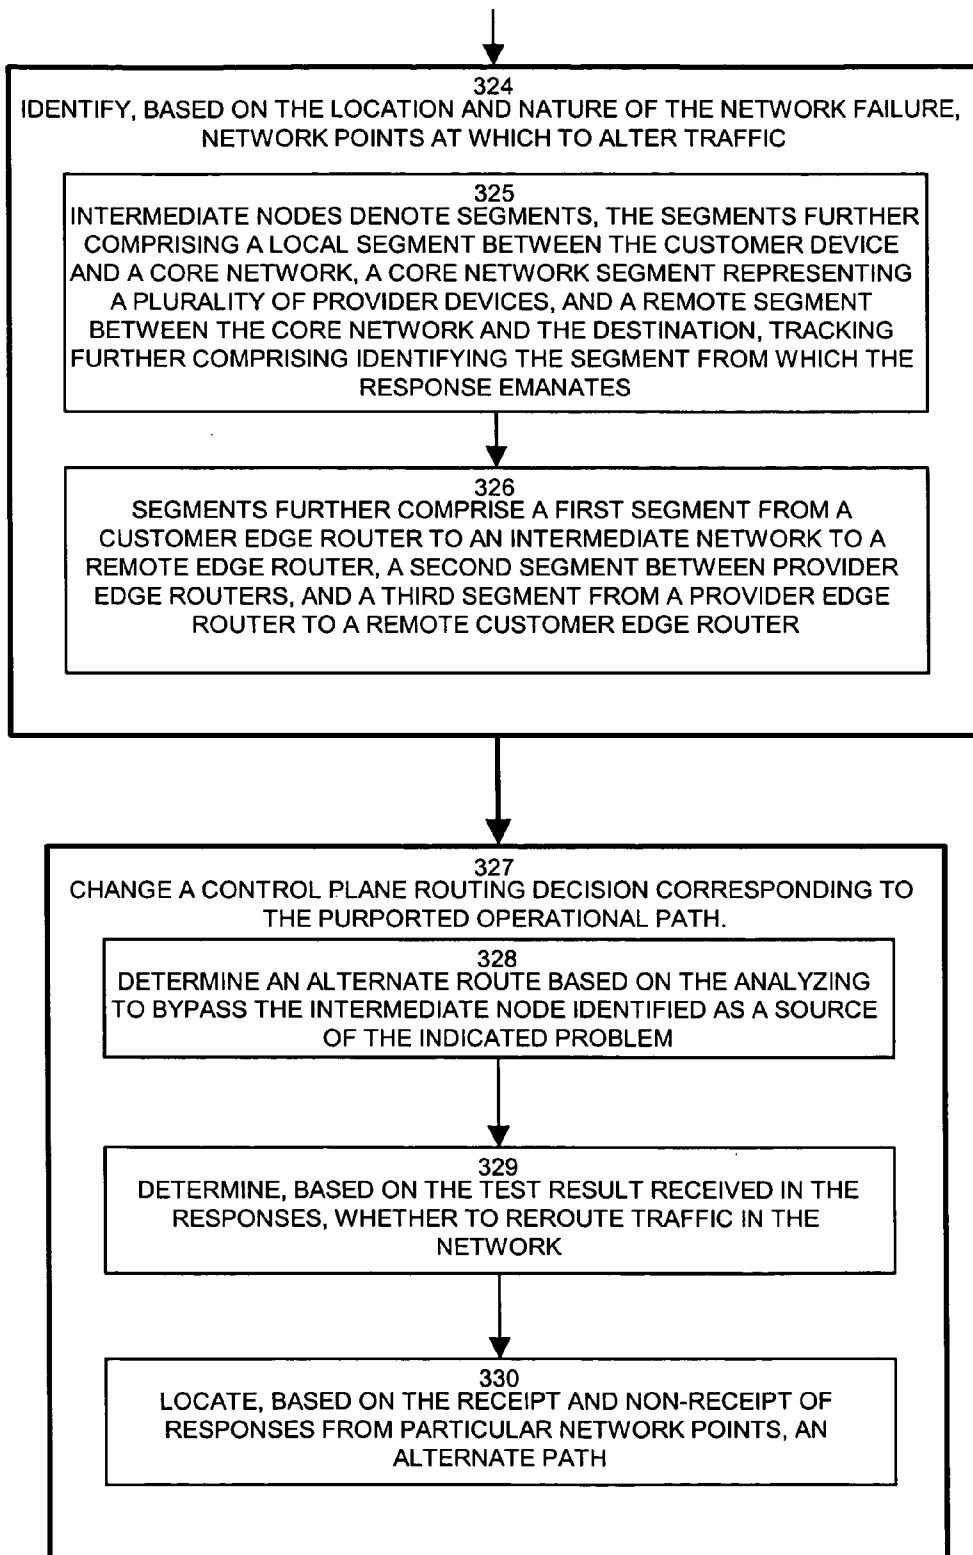 324
IDENTIFY, BASED ON THE LOCATION AND NATURE OF THE NETWORK FAILURE,
NETWORK POINTS AT WHICH TO ALTER TRAFFIC
325
INTERMEDIATE NODES DENOTE SEGMENTS, THE SEGMENTS FURTHER
COMPRISING A LOCAL SEGMENT BETWEEN THE CUSTOMER DEVICE
AND A CORE NETWORK, A CORE NETWORK SEGMENT REPRESENTING
A PLURALITY OF PROVIDER DEVICES, AND A REMOTE SEGMENT
BETWEEN THE CORE NETWORK AND THE DESTINATION, TRACKING
FURTHER COMPRISING IDENTIFYING THE SEGMENT FROM WHICH THE
RESPONSE EMANATES
326
SEGMENTS FURTHER COMPRISE A FIRST SEGMENT FROM A
CUSTOMER EDGE ROUTER TO AN INTERMEDIATE NETWORK TO A
REMOTE EDGE ROUTER, A SECOND SEGMENT BETWEEN PROVIDER
EDGE ROUTERS, AND A THIRD SEGMENT FROM A PROVIDER EDGE
ROUTER TO A REMOTE CUSTOMER EDGE ROUTER
327
CHANGE A CONTROL PLANE ROUTING DECISION CORRESPONDING TO
THE PURPORTED OPERATIONAL PATH.
328
DETERMINE AN ALTERNATE ROUTE BASED ON THE ANALYZING
TO BYPASS THE INTERMEDIATE NODE IDENTIFIED AS A SOURCE
OF THE INDICATED PROBLEM
329
DETERMINE, BASED ON THE TEST RESULT RECEIVED IN THE
RESPONSES, WHETHER TO REROUTE TRAFFIC IN THE
NETWORK
330
LOCATE, BASED ON THE RECEIPT AND NON-RECEIPT OF
RESPONSES FROM PARTICULAR NETWORK POINTS, AN
ALTERNATE PATH